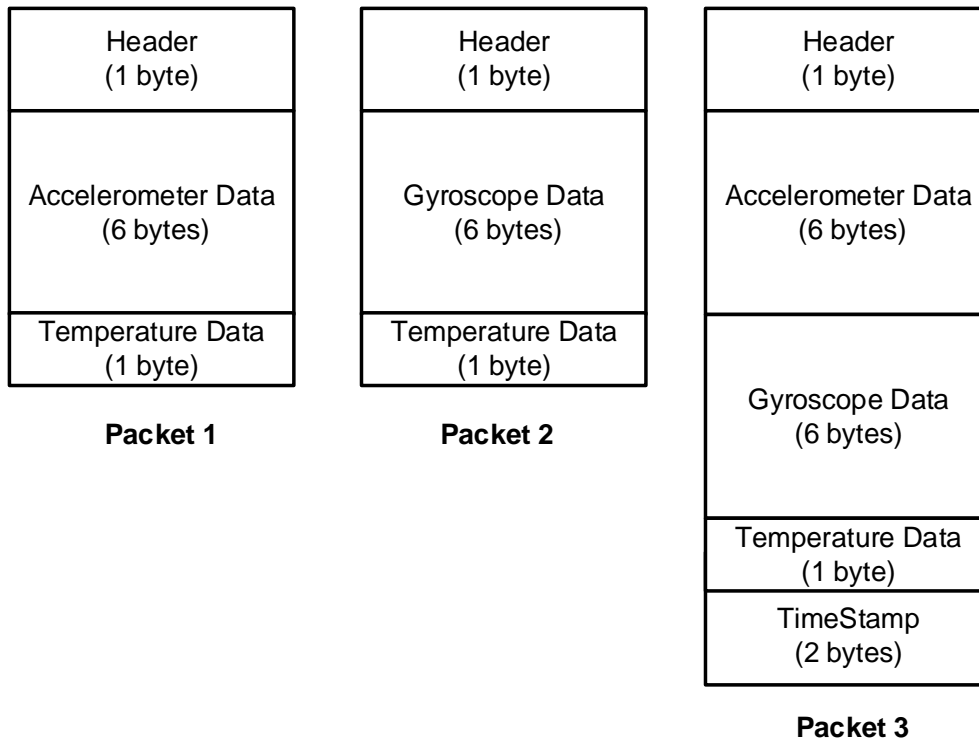 Header
(1 byte)
Accelerometer Data
(6 bytes)
Temperature Data
(1 byte)
Packet 1
Header
(1 byte)
Gyroscope Data
(6 bytes)
Temperature Data
(1 byte)
Packet 2
Header
(1 byte)
Accelerometer Data
(6 bytes)
Gyroscope Data
(6 bytes)
Temperature Data
(1 byte)
TimeStamp
(2 bytes)
Packet 3